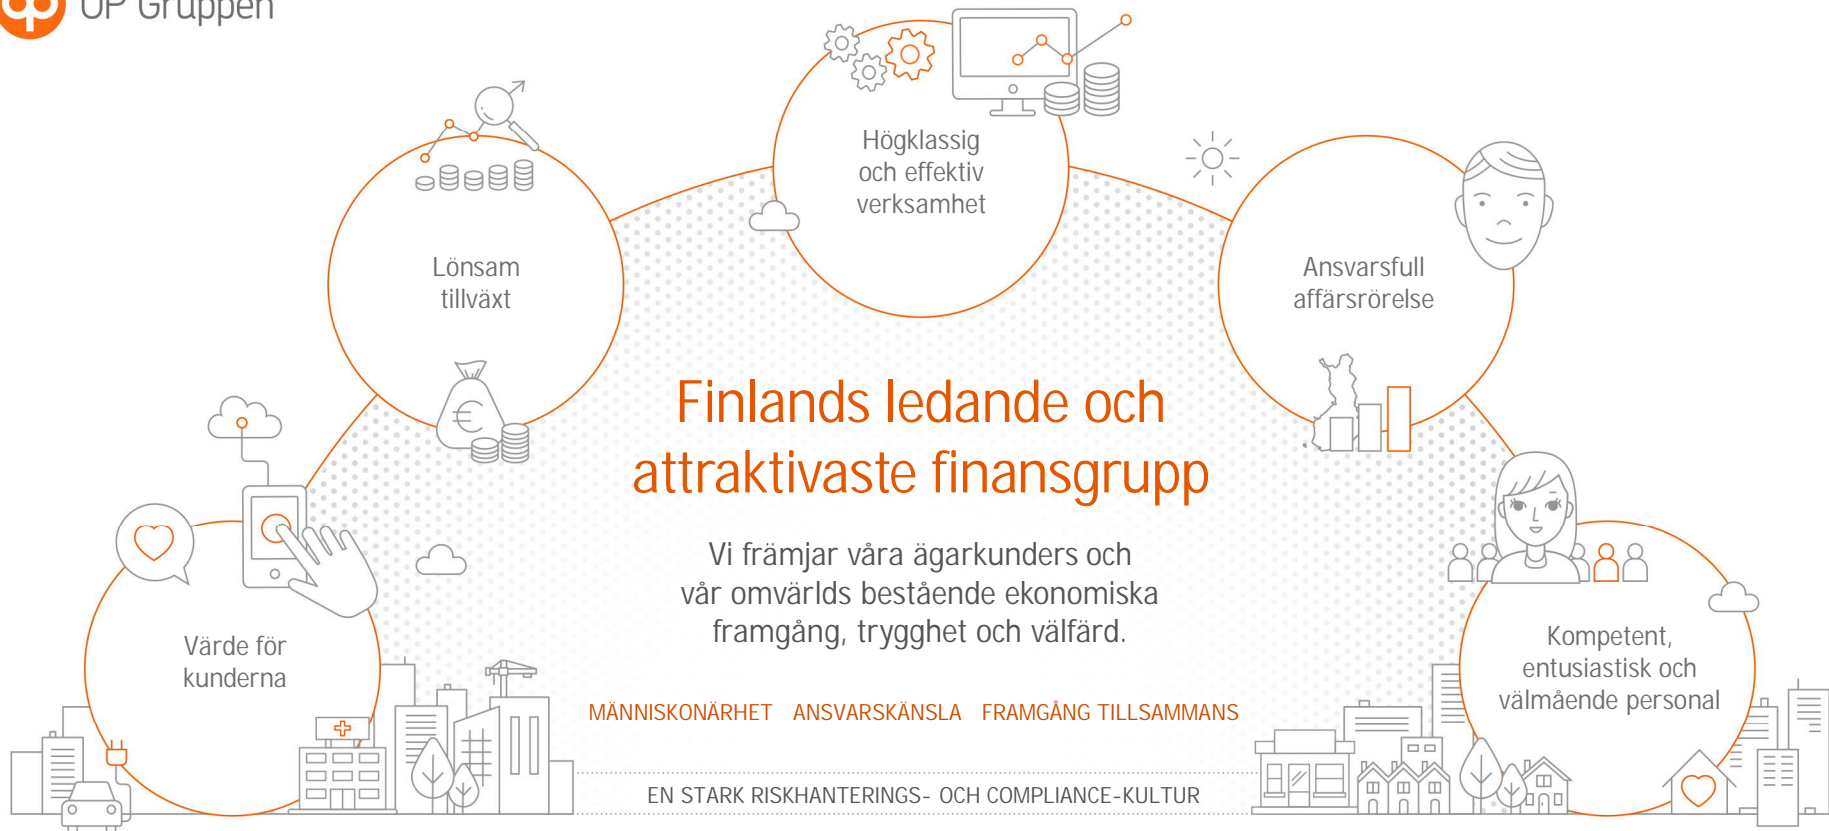 OP Gruppen
Högklassig
och effektiv
verksamhet
Lönsam
tillväxt
Ansvarsfull
affärsrörelse
Finlands ledande och
attraktivaste finansgrupp
Vi främjar våra ägarkunders och
vår omvärlds bestående ekonomiska
framgång, trygghet och välfärd.
Värde för
kunderna
Kompetent,
entusiastisk och
välmående personal
MÄNNISKONÄRHET ANSVARSKÄNSLA FRAMGÅNG TILLSAMMANS
EN STARK RISKHANTERINGS- OCH COMPLIANCE-KULTUR